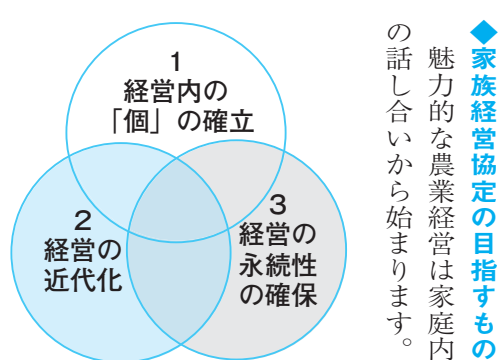 ◆家族経営協定の目指すもの
魅力的な農業経営は家庭内
の話し合いから始まります。
1
経営内の
「個」の確立
2
経営の
近代化
3
経営の
永続性
の確保